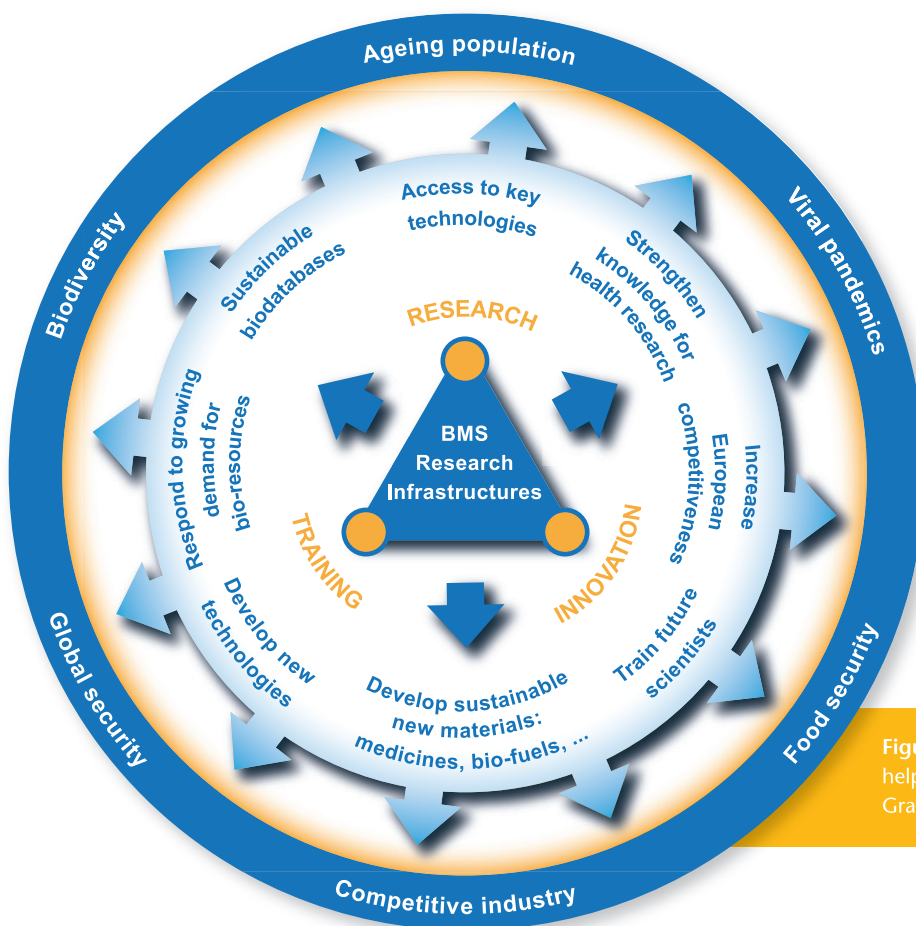 Ageing population
Viral pandemics
Food security
Competitive industry
Global security
Biodiversity
Access to key
technologies
Strengthen
knowledge for
health research
Increase
European
competitiveness
Train future
scientists
Develop sustainable
new materials:
medicines, bio-fuels, ...
Develop new
technologies
Respond to growing
demand for
bio-resources
Sustainable
biodatabases
RESEARCH
INNOVATION
TRAINING
BMS
Research
Infrastructures
help